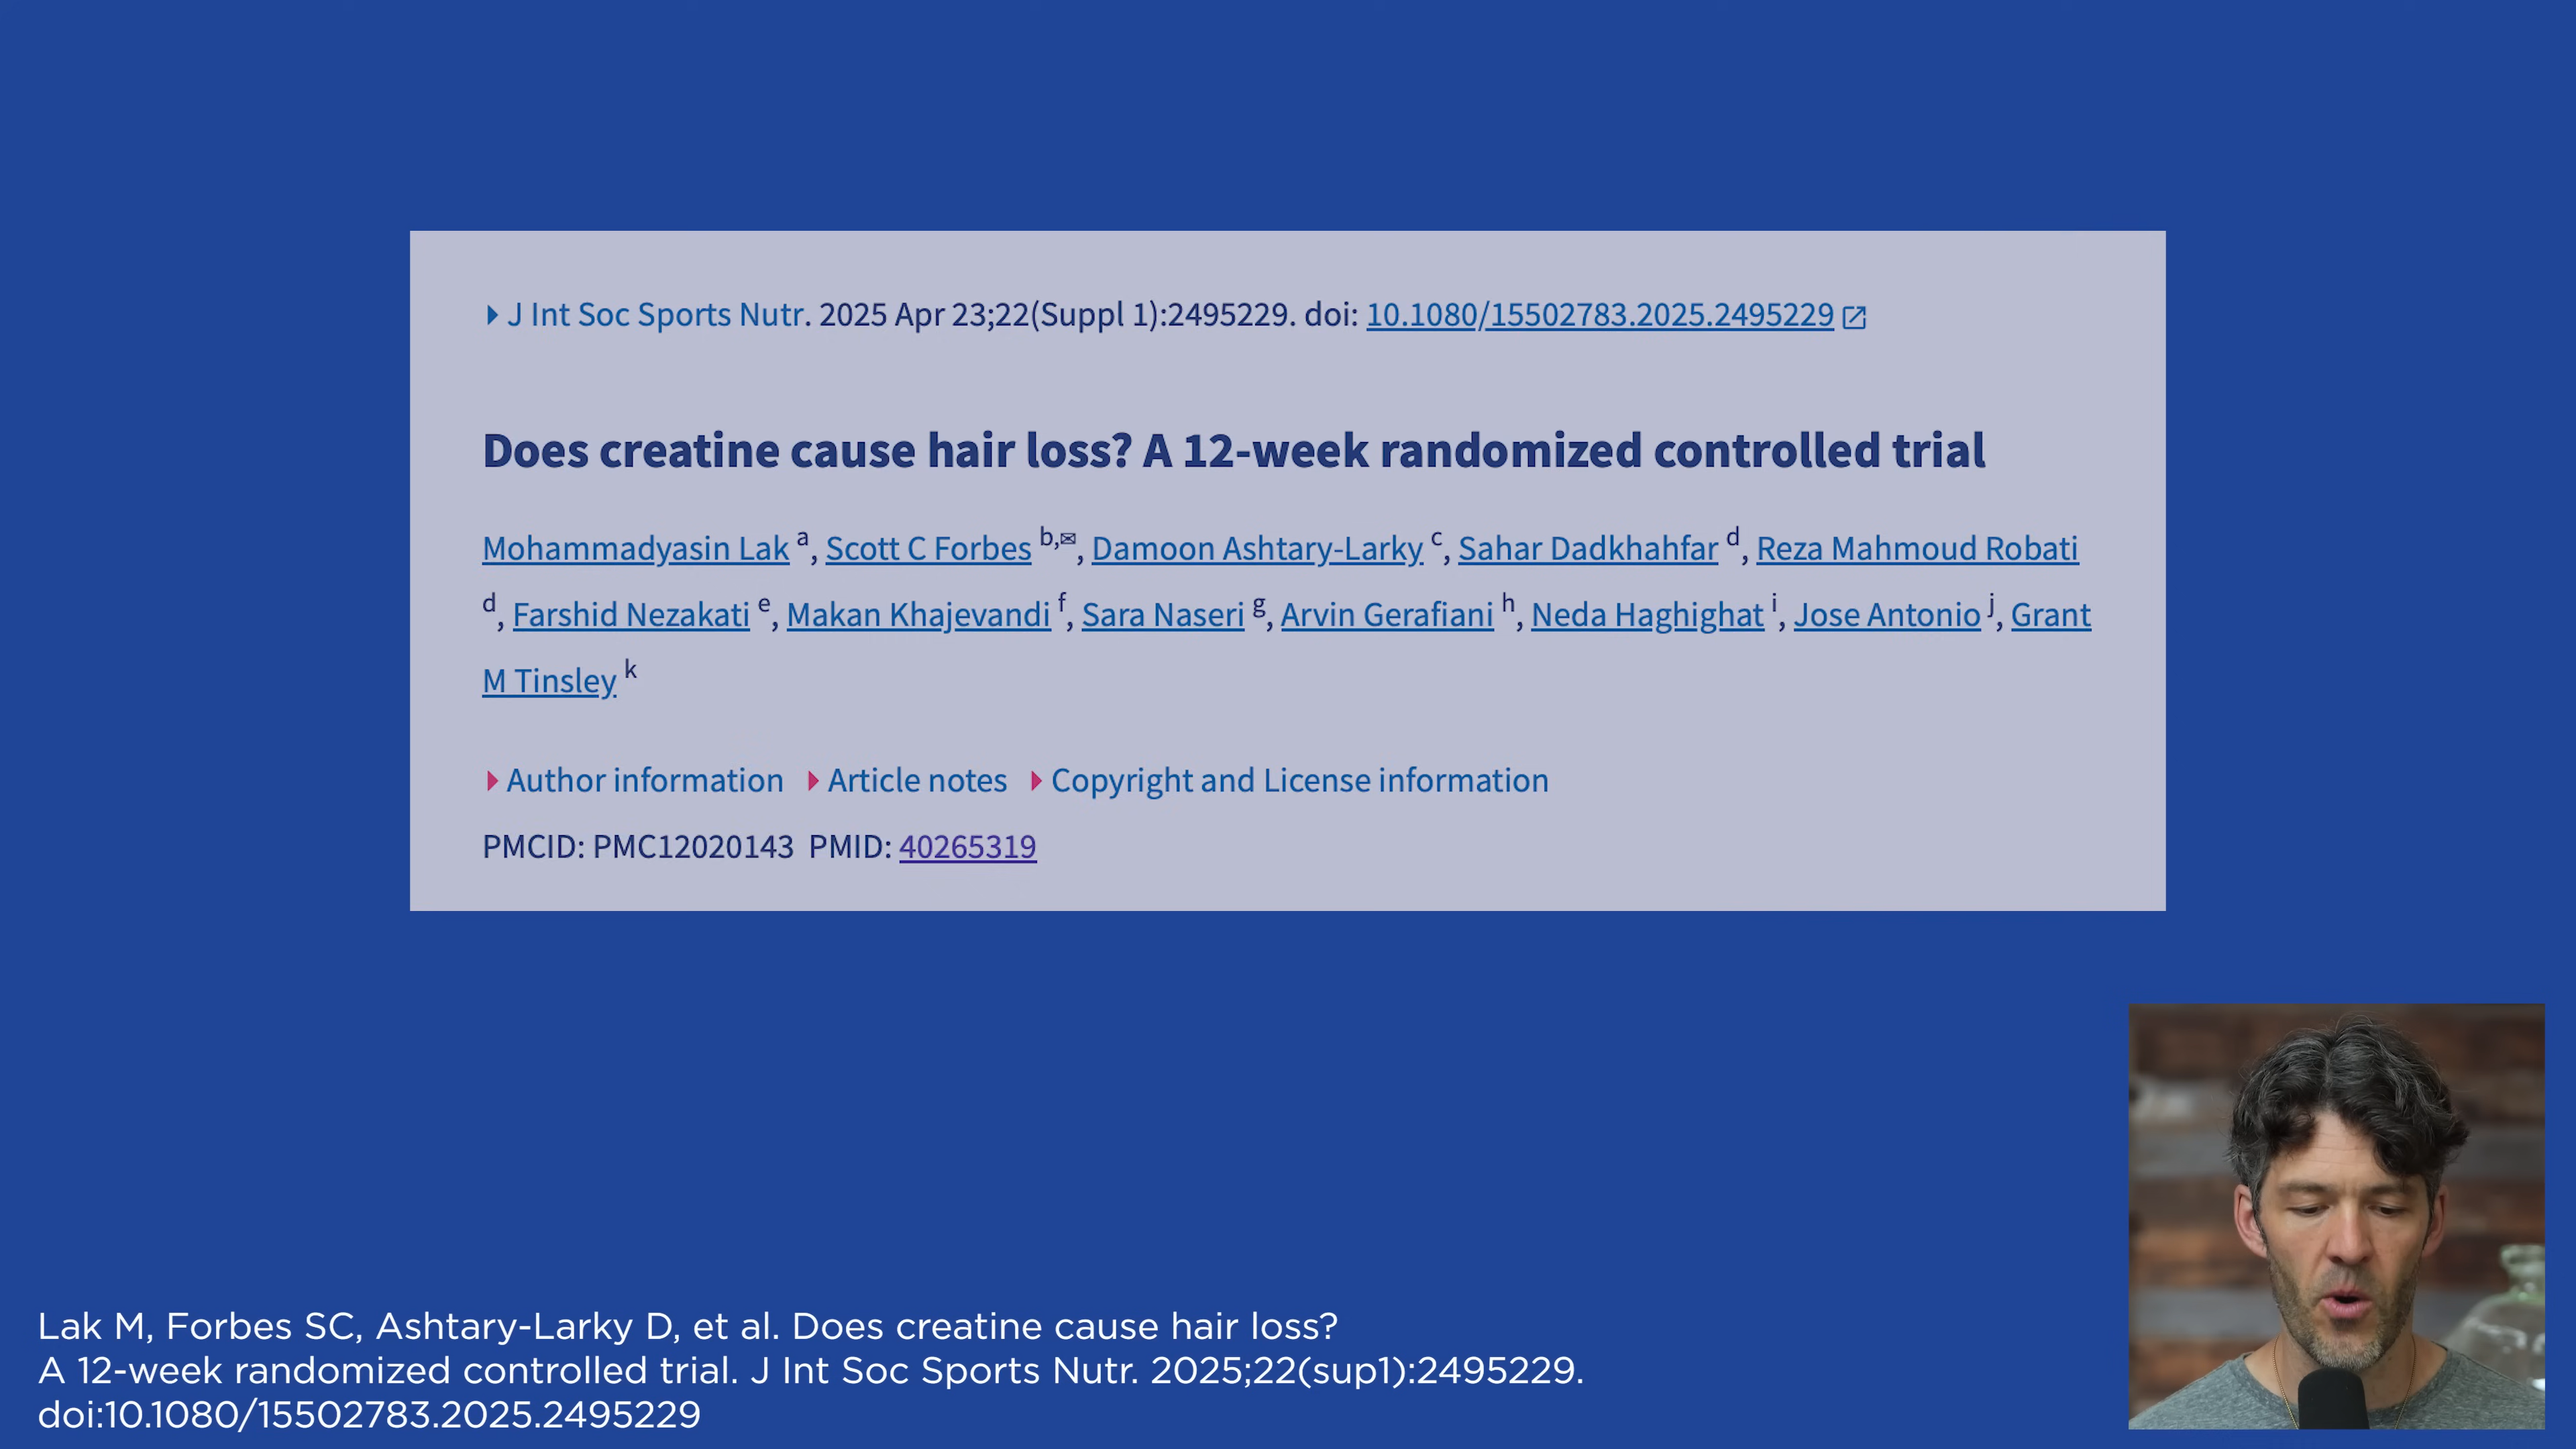 J Int Soc Sports Nutr. 2025 Apr 23;22(Suppl 1):2495229. doi: 10.1080/15502783.2025.2495229
Does creatine cause hair loss? A 12-week randomized controlled trial
Mohammadyasin Lak a, Scott C Forbes b,✉, Damoon Ashtary-Larky c, Sahar Dadkhahfar d, Reza Mahmoud Robati
d, Farshid Nezakati e, Makan Khajevandi f, Sara Naseri g, Arvin Gerafiani h, Neda Haghighat i, Jose Antonio j, Grant
M Tinsley k
Author information Article notes Copyright and License information
PMCID: PMC12020143 PMID: 40265319
Lak M, Forbes SC, Ashtary-Larky D, et al. Does creatine cause hair loss?
A 12-week randomized controlled trial. J Int Soc Sports Nutr. 2025;22(sup1):2495229.
doi:10.1080/15502783.2025.2495229